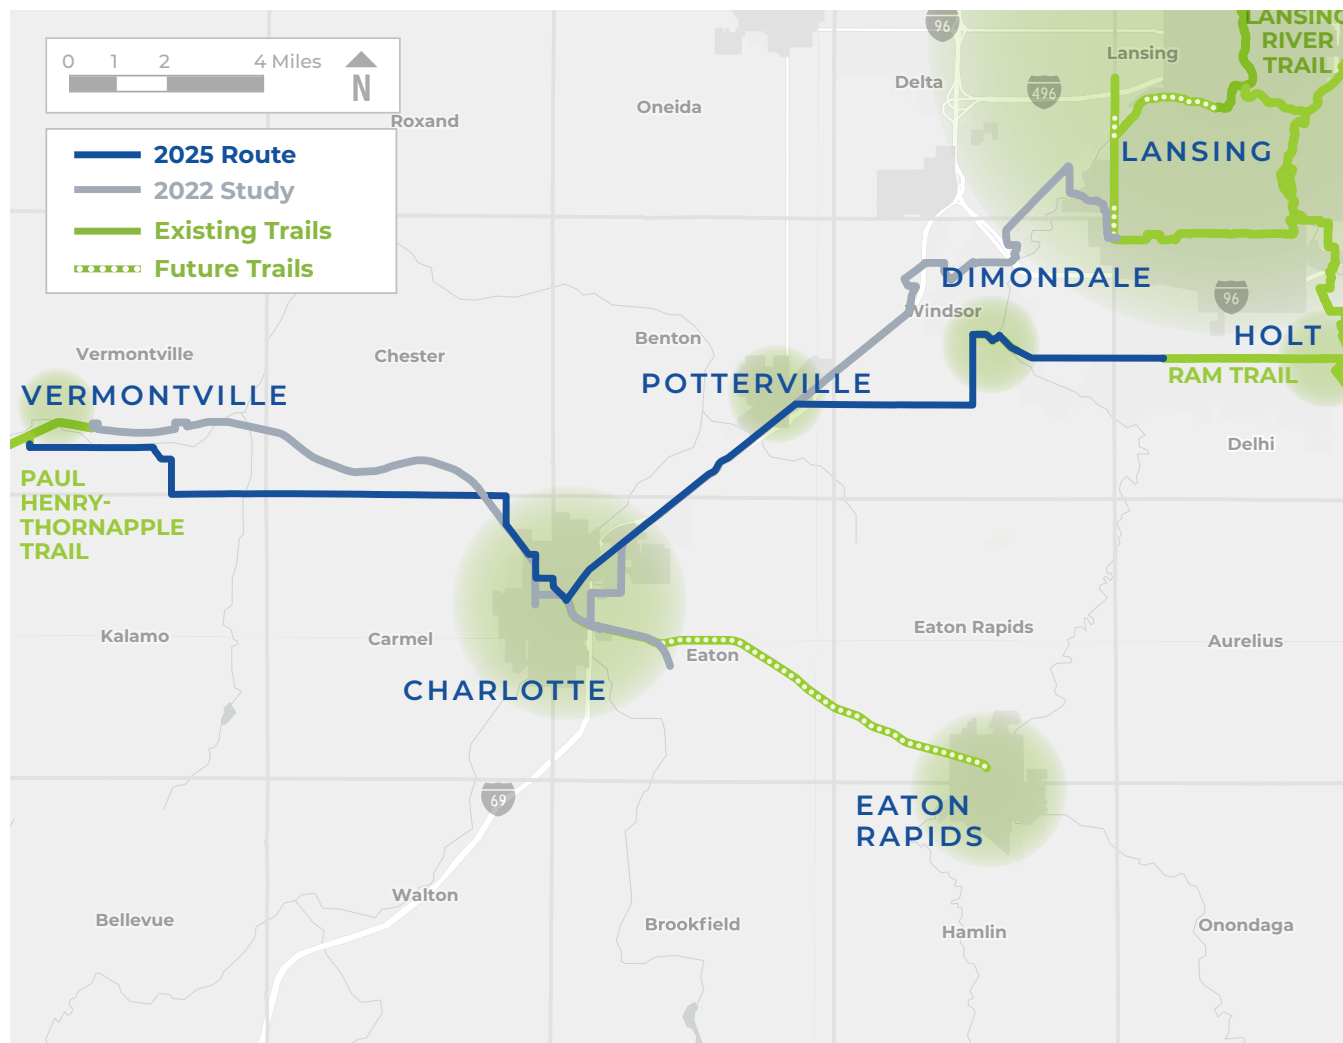 0 1 2 4 Miles
N
2025 Route
2022 Study
Existing Trails
Future Trails
LANSING
RIVER
TRAIL
96
Lansing
Delta
496
Oneida
Roxand
LANSING
DIMONDALE
96
Windsor
HOLT
Benton
Vermontville
Chester
RAM TRAIL
POTTERVILLE
VERMONTVILLE
Delhi
PAUL
HENRY-
THORNAPPLE
TRAIL
Kalamo
Carmel
Eaton Rapids
Aurelius
Eaton
CHARLOTTE
69
EATON
RAPIDS
Walton
Bellevue
Brookfield
Hamlin
Onondaga